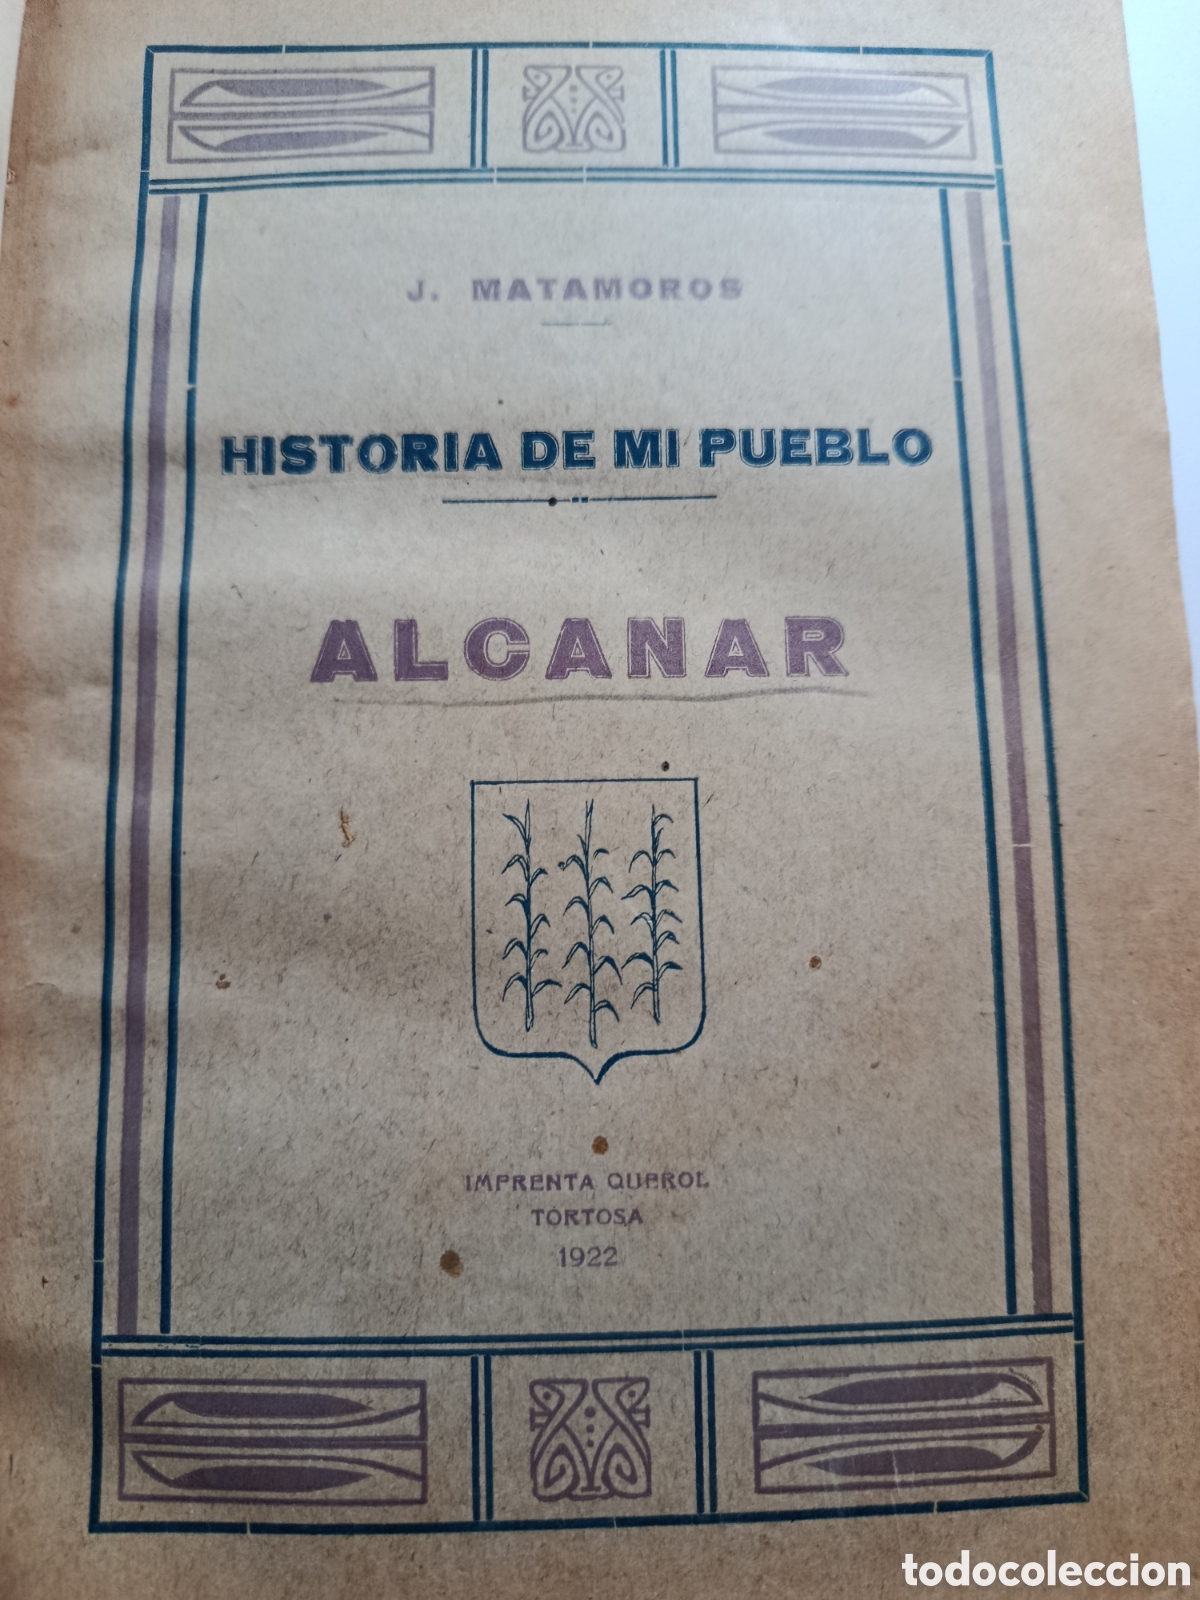 J. MATAMOROS
HISTORIA DE MI PUEBLO
ALCANAR
IMPRENTA QUEROL
TORTOSA
1922
todocoleccion